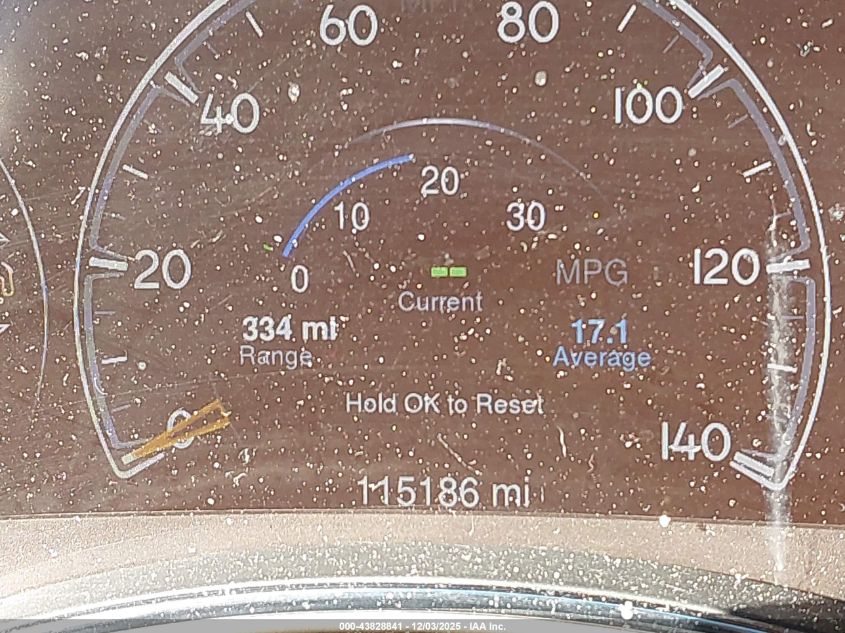 60 80
40 100
20
10 30
20 0 MPG 120
Current
334 mi 17.1
Range Average
Hold OK to Reset
0 140
115186 mi
000-43828841 - 12/03/2025 - IAA, Inc.